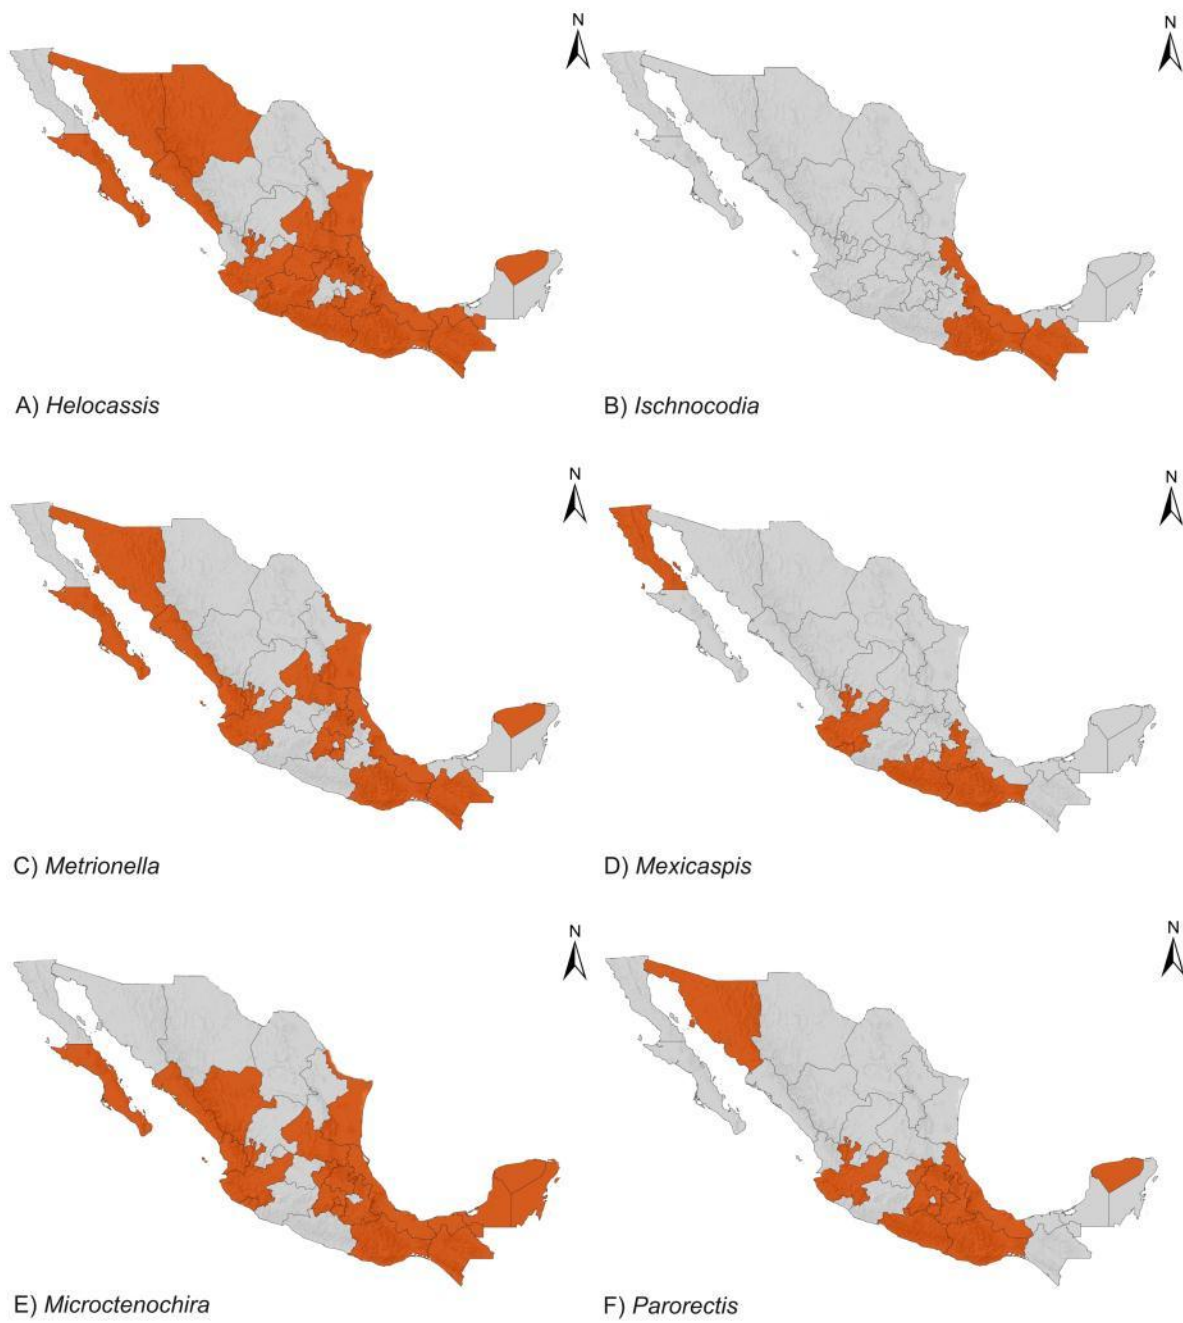 N
N
A) Helocassis
B) Ischnocodia
N
N
C) Metrionella
D) Mexicaspis
N
N
E) Microctenochira
F) Parorectis